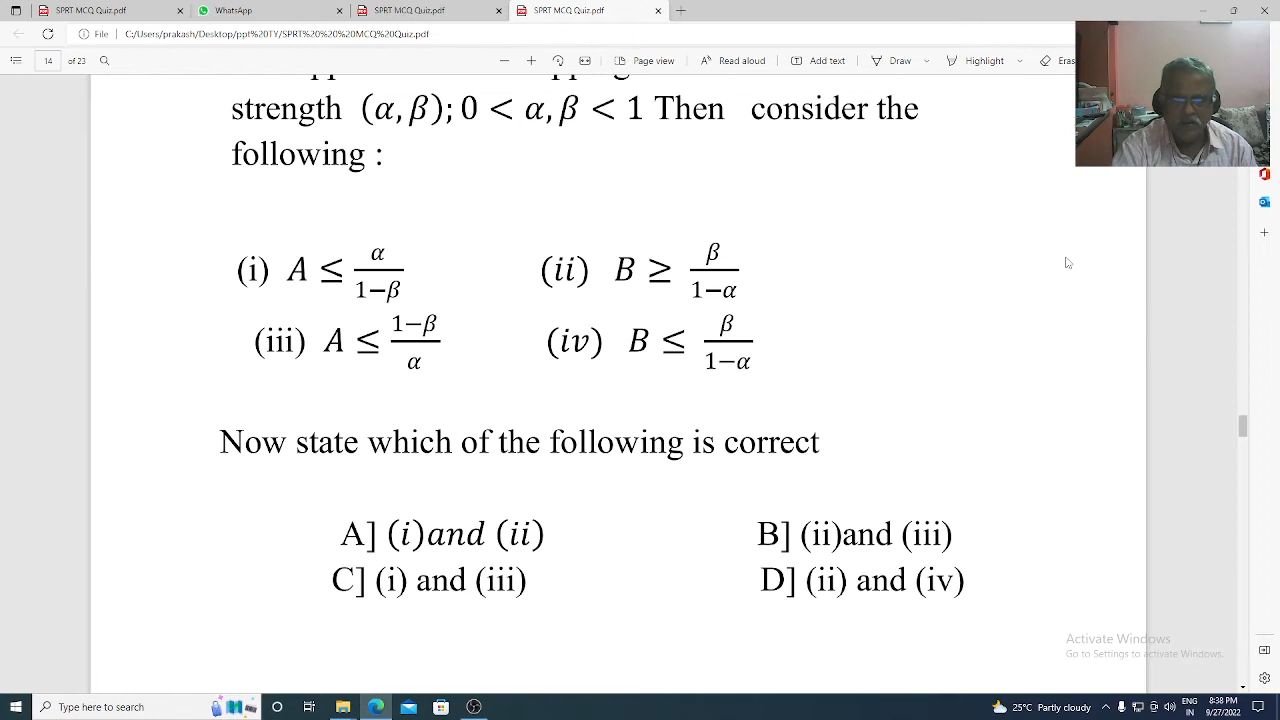 SPRT MCQ Quiz.pdf
WhatsApp
SPRT MCQ Quiz.pdf
SPRT MCQ Quiz.pdf
File | C:/Users/prakash/Desktop/ppt%20TY/SPRT%20%20%20MCQ%20Quiz.pdf
14 of 23
Page view | Read aloud | Add text | Draw | Highlight | Eras
strength (α, β); 0 < α, β < 1 Then consider the
following :
(i) A ≤ α/(1−β) (ii) B ≥ β/(1−α)
(iii) A ≤ (1−β)/α (iv) B ≤ β/(1−α)
Now state which of the following is correct
A] (i)and (ii) B] (ii)and (iii)
C] (i) and (iii) D] (ii) and (iv)
Activate Windows
Go to Settings to activate Windows.
Type here to search
25°C Partly cloudy
ENG
IN
8:38 PM
9/27/2022